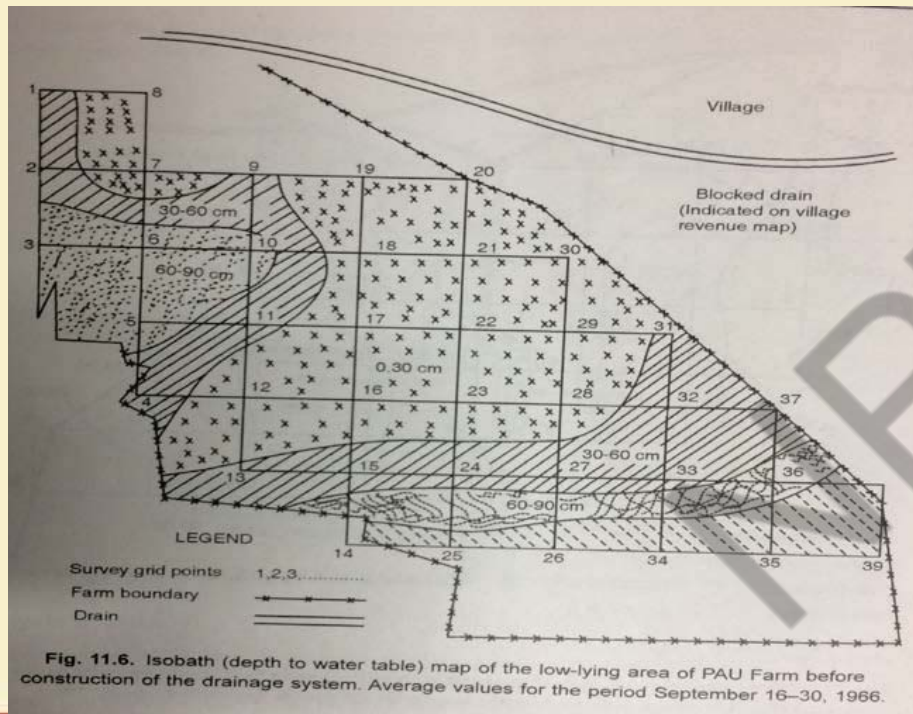 Village
Blocked drain
(Indicated on village
revenue map)
1 8
2 7 9 19 20
30-60 cm
3 6 10 18 21 30
60-90 cm
5 11 17 22 29 31
0.30 cm
4 12 16 23 28 32 37
30-60 cm
13 15 24 27 33 36
60-90 cm
14 25 26 34 35 39
LEGEND
Survey grid points 1,2,3,..................
Farm boundary
Drain
Fig. 11.6. Isobath (depth to water table) map of the low-lying area of PAU Farm before
construction of the drainage system. Average values for the period September 16–30, 1966.